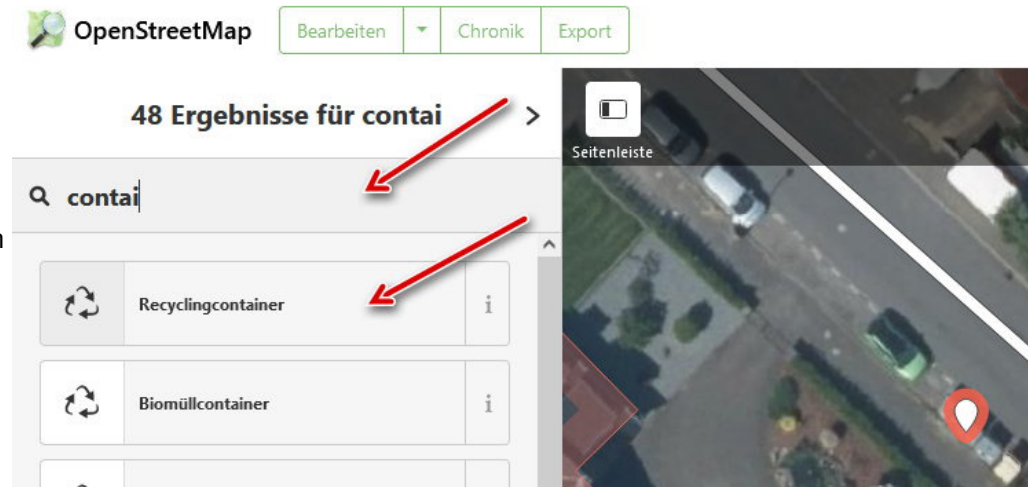 OpenStreetMap Bearbeiten Chronik Export
48 Ergebnisse für contai
contai
Recyclingcontainer i
Biomüllcontainer i
Seitenleiste